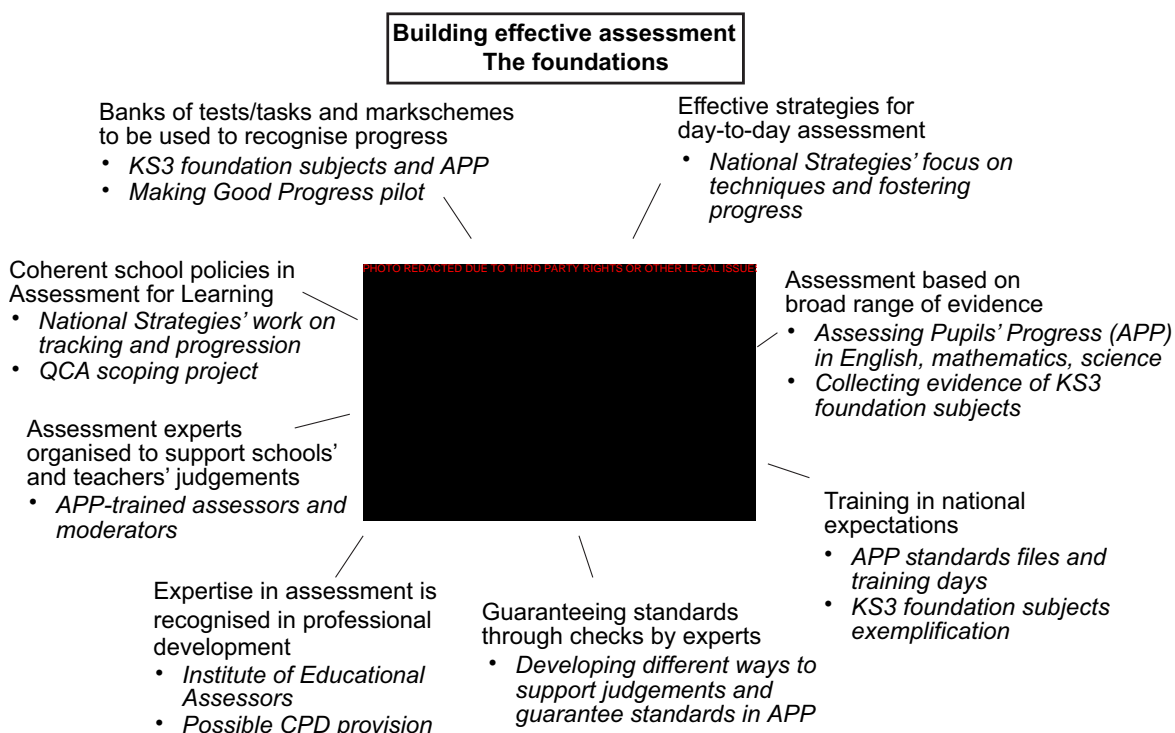 Building effective assessment
The foundations
Banks of tests/tasks and markschemes
to be used to recognise progress
• KS3 foundation subjects and APP
• Making Good Progress pilot
Effective strategies for
day-to-day assessment
• National Strategies’ focus on
techniques and fostering
progress
Coherent school policies in
Assessment for Learning
• National Strategies’ work on
tracking and progression
• QCA scoping project
PHOTO REDACTED DUE TO THIRD PARTY RIGHTS OR OTHER LEGAL ISSUES
Assessment based on
broad range of evidence
• Assessing Pupils’ Progress (APP)
in English, mathematics, science
• Collecting evidence of KS3
foundation subjects
Assessment experts
organised to support schools’
and teachers’ judgements
• APP-trained assessors and
moderators
Training in national
expectations
• APP standards files and
training days
• KS3 foundation subjects
exemplification
Expertise in assessment is
recognised in professional
development
• Institute of Educational
Assessors
• Possible CPD provision
Guaranteeing standards
through checks by experts
• Developing different ways to
support judgements and
guarantee standards in APP